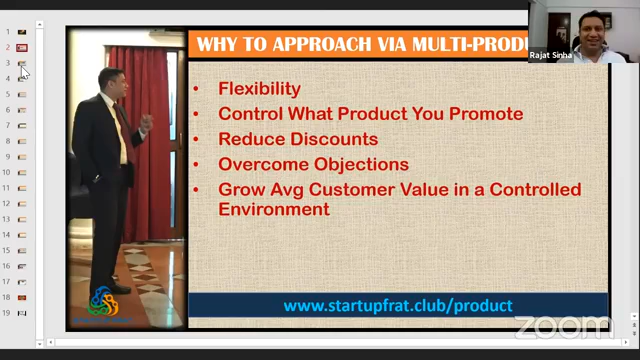 WHY TO APPROACH VIA MULTI-PRODU
Rajat Sinha
• Flexibility
• Control What Product You Promote
• Reduce Discounts
• Overcome Objections
• Grow Avg Customer Value in a Controlled
Environment
www.startupfrat.club/product
zoom
1
2
3
4
5
6
7
8
9
10
11
12
13
14
15
16
17
18
19